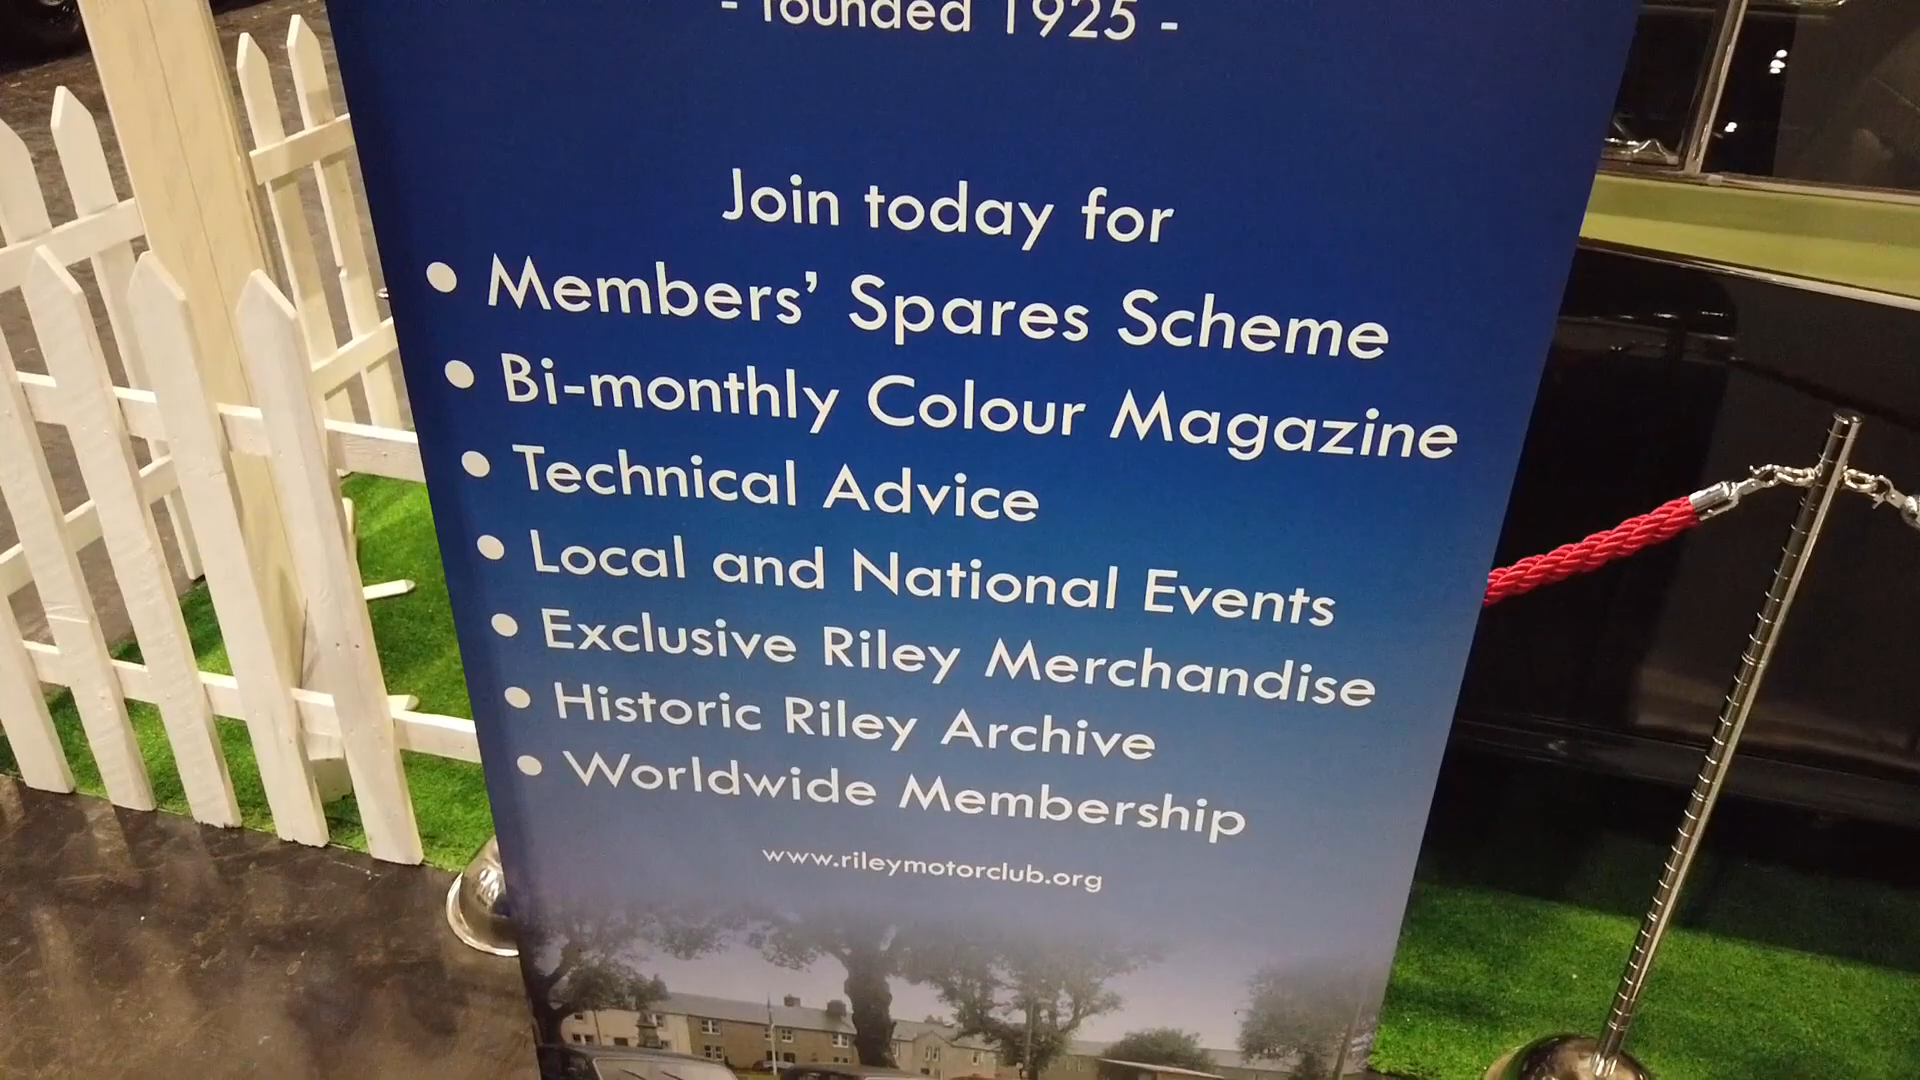 - founded 1925 -
Join today for
• Members’ Spares Scheme
• Bi-monthly Colour Magazine
• Technical Advice
• Local and National Events
• Exclusive Riley Merchandise
• Historic Riley Archive
• Worldwide Membership
www.rileymotorclub.org